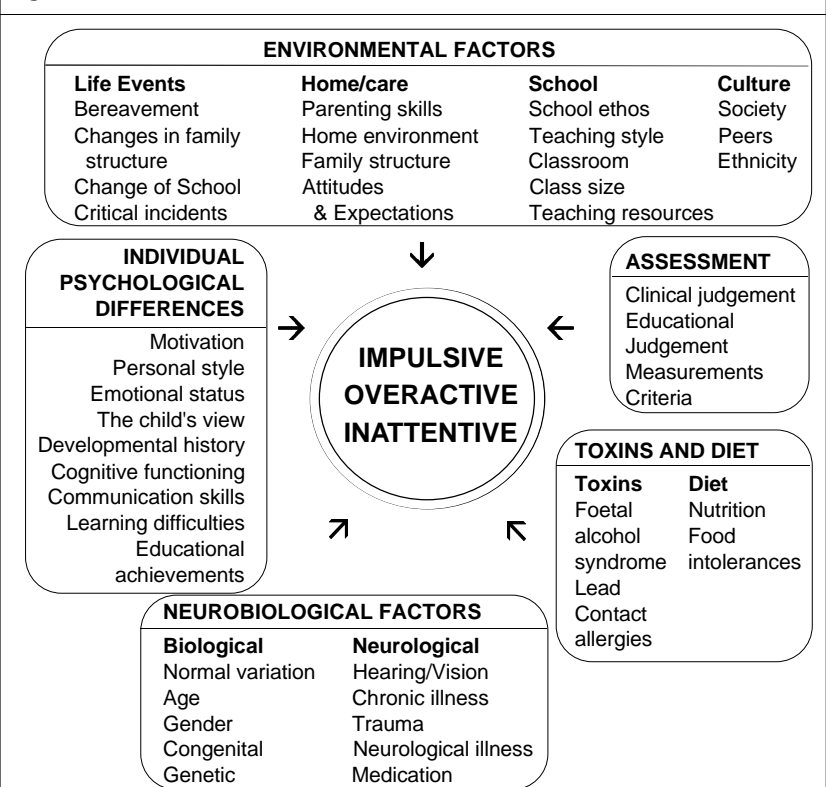 ENVIRONMENTAL FACTORS
Life Events
Bereavement
Changes in family
structure
Change of School
Critical incidents
Home/care
Parenting skills
Home environment
Family structure
Attitudes
& Expectations
School
School ethos
Teaching style
Classroom
Class size
Teaching resources
Culture
Society
Peers
Ethnicity
INDIVIDUAL
PSYCHOLOGICAL
DIFFERENCES
Motivation
Personal style
Emotional status
The child's view
Developmental history
Cognitive functioning
Communication skills
Learning difficulties
Educational
achievements
IMPULSIVE
OVERACTIVE
INATTENTIVE
ASSESSMENT
Clinical judgement
Educational
Judgement
Measurements
Criteria
TOXINS AND DIET
Toxins
Foetal
alcohol
syndrome
Lead
Contact
allergies
Diet
Nutrition
Food
intolerances
NEUROBIOLOGICAL FACTORS
Biological
Normal variation
Age
Gender
Congenital
Genetic
Neurological
Hearing/Vision
Chronic illness
Trauma
Neurological illness
Medication